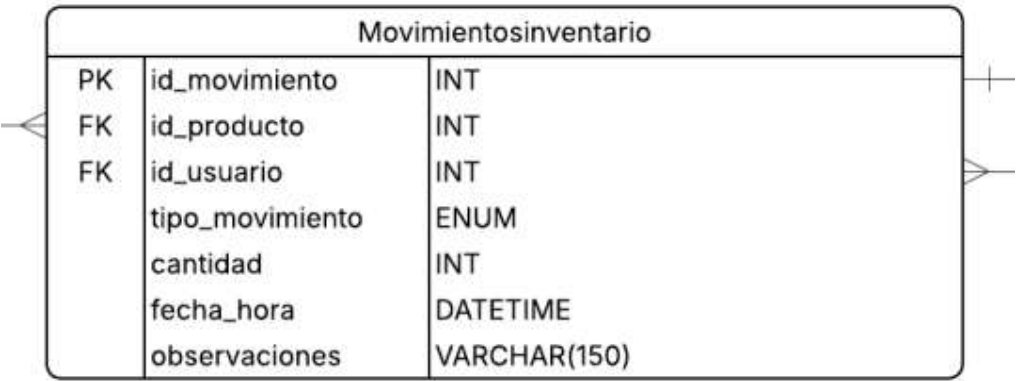 Movimientosinventario
PK id_movimiento INT
FK id_producto INT
FK id_usuario INT
tipo_movimiento ENUM
cantidad INT
fecha_hora DATETIME
observaciones VARCHAR(150)